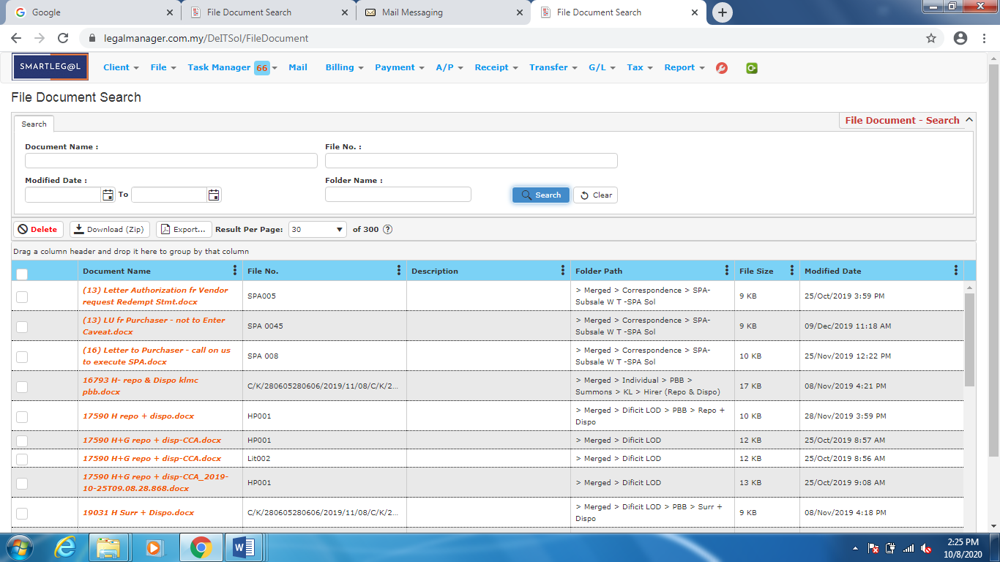 Google
File Document Search
Mail Messaging
File Document Search
legalmanager.com.my/DeITSol/FileDocument
SMARTLEG@L
Client File Task Manager 66 Mail Billing Payment A/P Receipt Transfer G/L Tax Report
File Document Search
Search
File Document - Search
Document Name :
File No. :
Modified Date :
Folder Name :
To
Search
Clear
Delete
Download (Zip)
Export...
Result Per Page:
30
of 300
Drag a column header and drop it here to group by that column
Document Name File No. Description Folder Path File Size Modified Date
(13) Letter Authorization fr Vendor
request Redempt Stmt.docx
SPA005
> Merged > Correspondence > SPA-
Subsale W T -SPA Sol
9 KB
25/Oct/2019 3:59 PM
(13) LU fr Purchaser - not to Enter
Caveat.docx
SPA 0045
> Merged > Correspondence > SPA-
Subsale W T -SPA Sol
9 KB
09/Dec/2019 11:18 AM
(16) Letter to Purchaser - call on us
to execute SPA.docx
SPA 008
> Merged > Correspondence > SPA-
Subsale W T -SPA Sol
10 KB
25/Nov/2019 12:22 PM
16793 H- repo & Dispo klmc
pbb.docx
C/K/280605280606/2019/11/08/C/K/2...
> Merged > Individual > PBB >
Summons > KL > Hirer (Repo & Dispo)
17 KB
08/Nov/2019 4:21 PM
17590 H repo + dispo.docx
HP001
> Merged > Dificit LOD > PBB > Repo +
Dispo
10 KB
28/Nov/2019 3:59 PM
17590 H+G repo + disp-CCA.docx
HP001
> Merged > Dificit LOD
12 KB
25/Oct/2019 8:57 AM
17590 H+G repo + disp-CCA.docx
Lit002
> Merged > Dificit LOD
12 KB
25/Oct/2019 8:56 AM
17590 H+G repo + disp-CCA_2019-
10-25T09.08.28.868.docx
HP001
> Merged > Dificit LOD
13 KB
25/Oct/2019 9:08 AM
19031 H Surr + Dispo.docx
C/K/280605280606/2019/11/08/C/K/2...
> Merged > Dificit LOD > PBB > Surr +
Dispo
9 KB
08/Nov/2019 4:18 PM
2:25 PM
10/8/2020